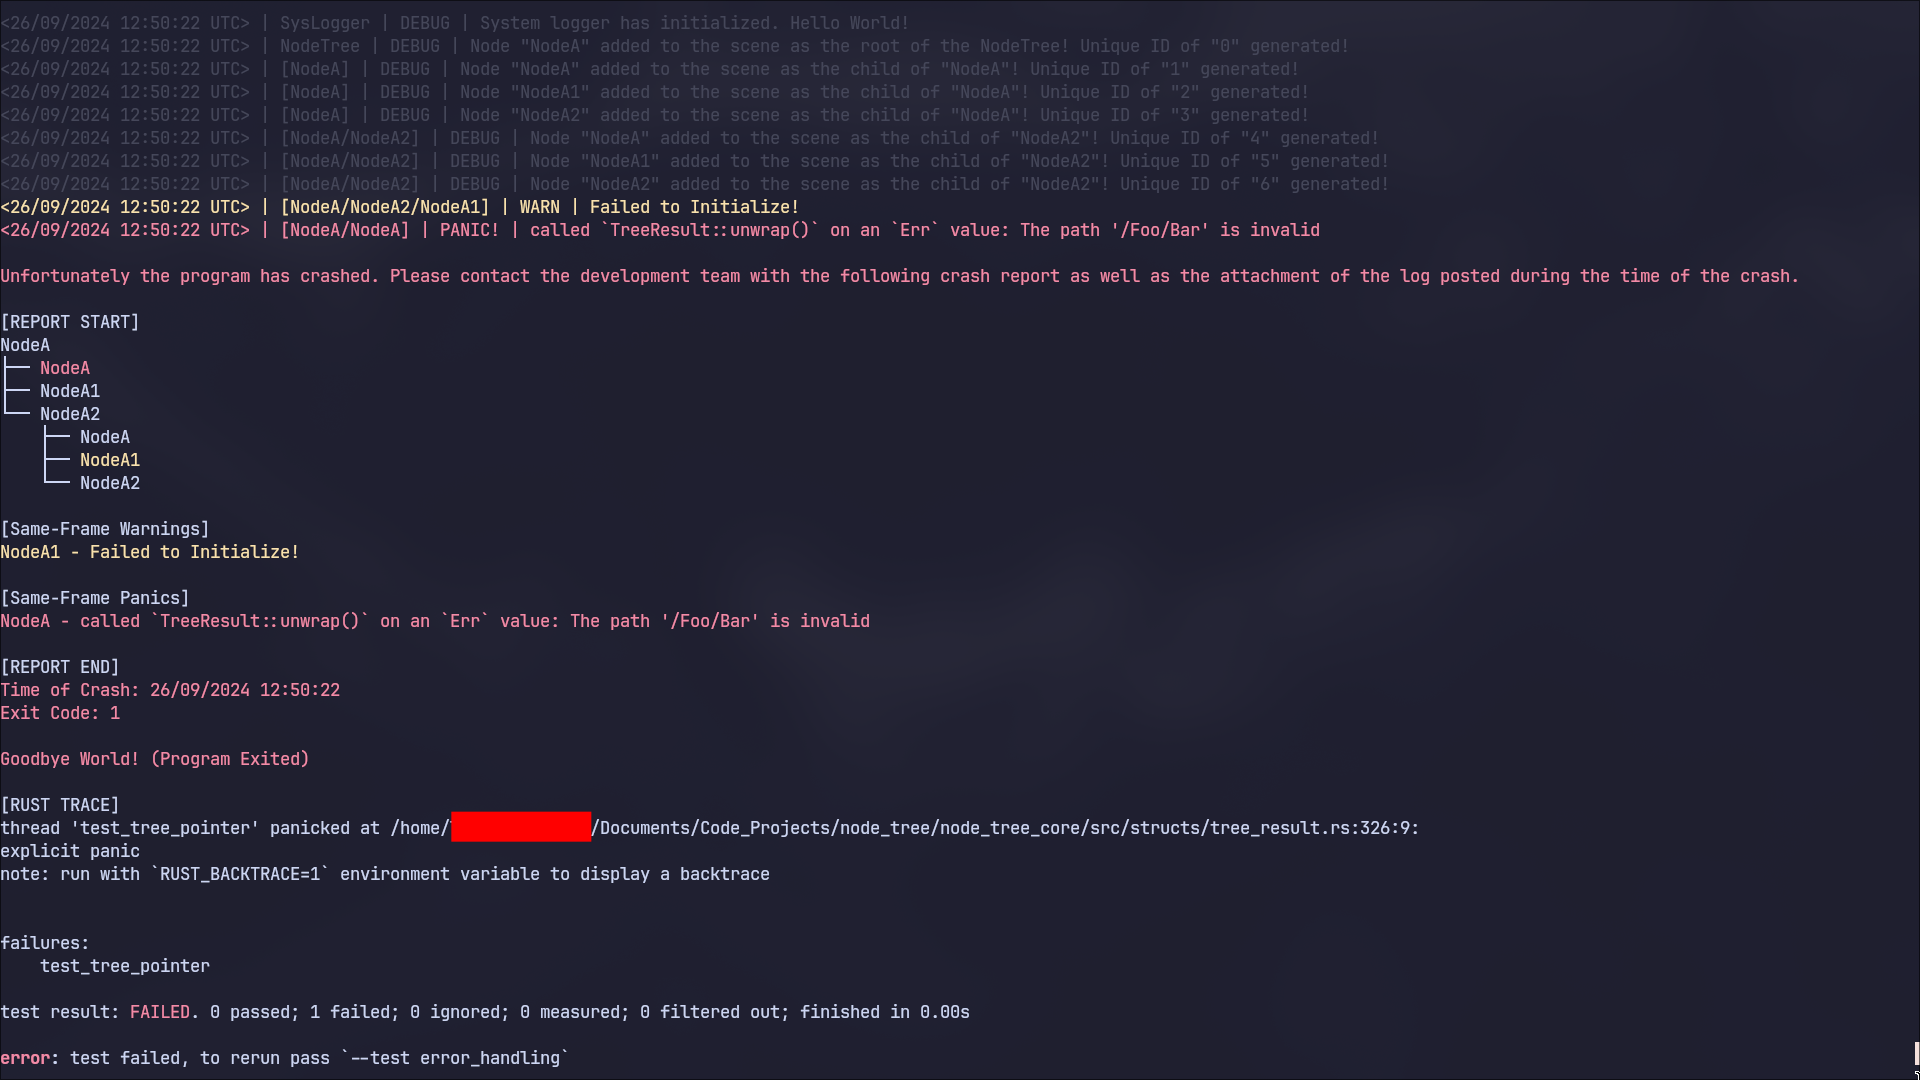 <26/09/2024 12:50:22 UTC> | SysLogger | DEBUG | System logger has initialized. Hello World!
<26/09/2024 12:50:22 UTC> | NodeTree | DEBUG | Node "NodeA" added to the scene as the root of the NodeTree! Unique ID of "0" generated!
<26/09/2024 12:50:22 UTC> | [NodeA] | DEBUG | Node "NodeA" added to the scene as the child of "NodeA"! Unique ID of "1" generated!
<26/09/2024 12:50:22 UTC> | [NodeA] | DEBUG | Node "NodeA1" added to the scene as the child of "NodeA"! Unique ID of "2" generated!
<26/09/2024 12:50:22 UTC> | [NodeA] | DEBUG | Node "NodeA2" added to the scene as the child of "NodeA"! Unique ID of "3" generated!
<26/09/2024 12:50:22 UTC> | [NodeA/NodeA2] | DEBUG | Node "NodeA" added to the scene as the child of "NodeA2"! Unique ID of "4" generated!
<26/09/2024 12:50:22 UTC> | [NodeA/NodeA2] | DEBUG | Node "NodeA1" added to the scene as the child of "NodeA2"! Unique ID of "5" generated!
<26/09/2024 12:50:22 UTC> | [NodeA/NodeA2] | DEBUG | Node "NodeA2" added to the scene as the child of "NodeA2"! Unique ID of "6" generated!
<26/09/2024 12:50:22 UTC> | [NodeA/NodeA2/NodeA1] | WARN | Failed to Initialize!
<26/09/2024 12:50:22 UTC> | [NodeA/NodeA] | PANIC! | called `TreeResult::unwrap()` on an `Err` value: The path '/Foo/Bar' is invalid

Unfortunately the program has crashed. Please contact the development team with the following crash report as well as the attachment of the log posted during the time of the crash.

[REPORT START]
NodeA
├── NodeA
├── NodeA1
└── NodeA2
    ├── NodeA
    ├── NodeA1
    └── NodeA2

[Same-Frame Warnings]
NodeA1 - Failed to Initialize!

[Same-Frame Panics]
NodeA - called `TreeResult::unwrap()` on an `Err` value: The path '/Foo/Bar' is invalid

[REPORT END]
Time of Crash: 26/09/2024 12:50:22
Exit Code: 1

Goodbye World! (Program Exited)

[RUST TRACE]
thread 'test_tree_pointer' panicked at /home/ /Documents/Code_Projects/node_tree/node_tree_core/src/structs/tree_result.rs:326:9:
explicit panic
note: run with `RUST_BACKTRACE=1` environment variable to display a backtrace

failures:
    test_tree_pointer

test result: FAILED. 0 passed; 1 failed; 0 ignored; 0 measured; 0 filtered out; finished in 0.00s

error: test failed, to rerun pass `--test error_handling`